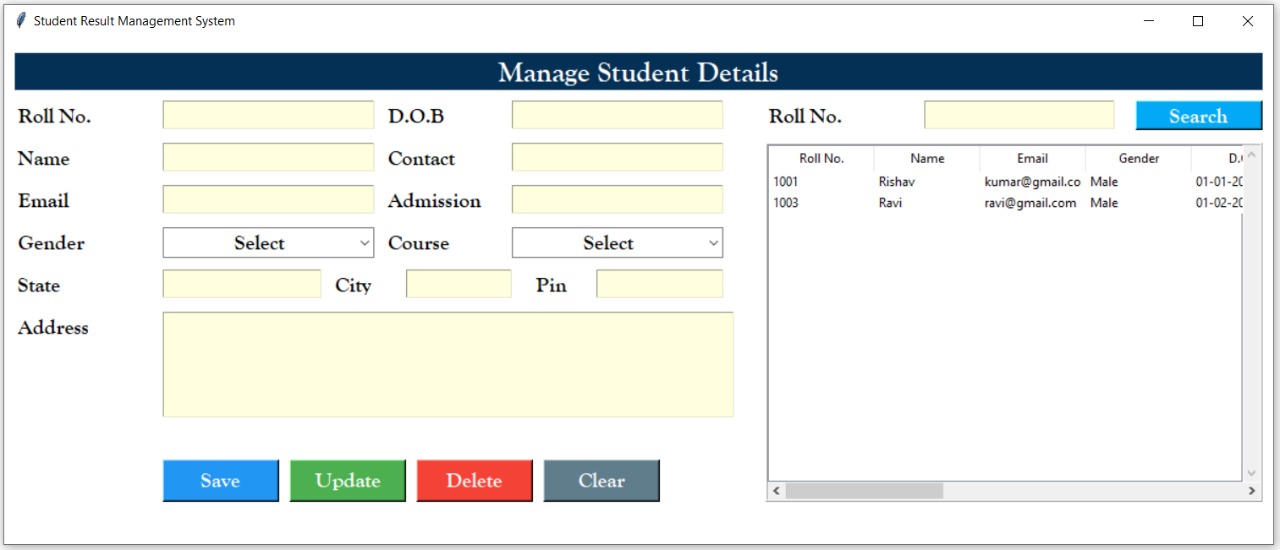 Student Result Management System
Manage Student Details
Roll No. D.O.B
Name Contact
Email Admission
Gender Select Course Select
State City Pin
Address
Save Update Delete Clear
Roll No. Search
Roll No. Name Email Gender
1001 Rishav kumar@gmail.co Male 01-01-20
1003 Ravi ravi@gmail.com Male 01-02-20